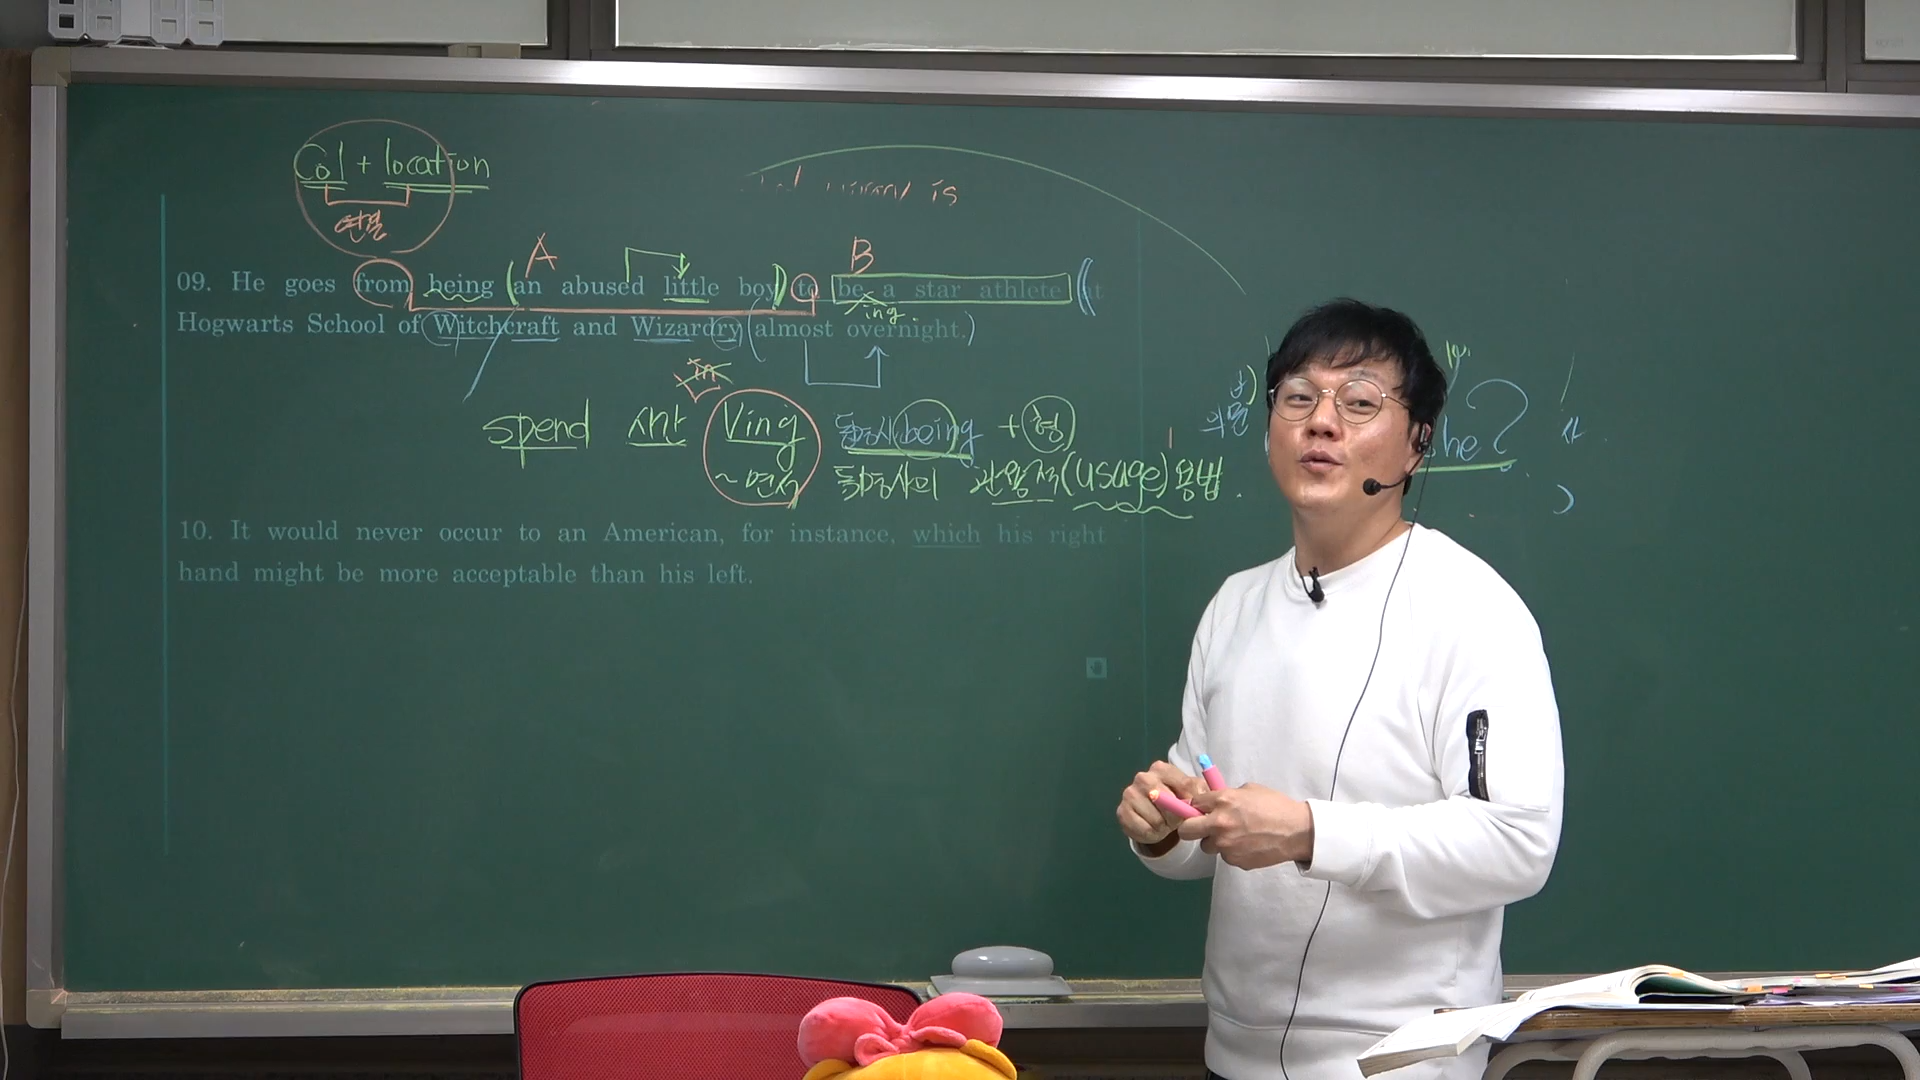 Col + location
연결
is
A
B
09. He goes from being an abused little boy to be a star athlete at
ing.
Hogwarts School of Witchcraft and Wizardry (almost overnight.)
in
spend 시간 Ving 동명사 being + 형
~면서 동명사의 관용적(usage)용법.
he?
10. It would never occur to an American, for instance, which his right
hand might be more acceptable than his left.